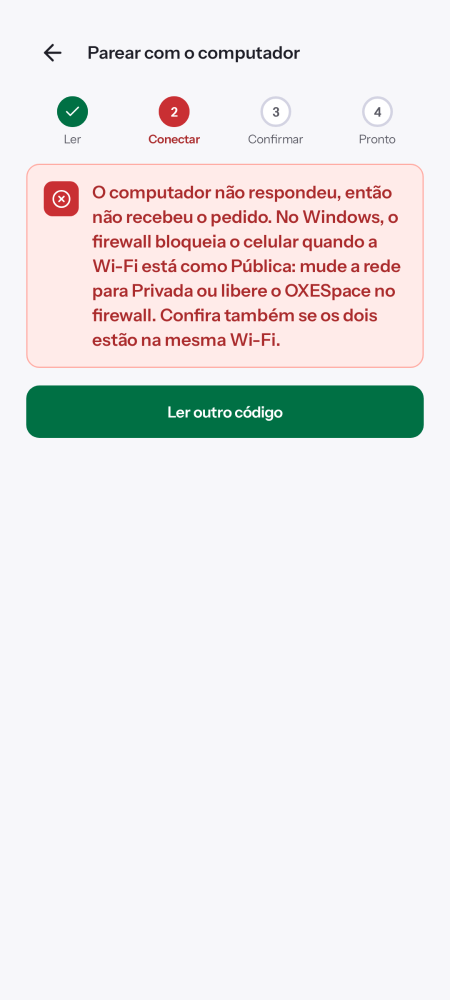 Parear com o computador
2
3
4
Ler
Conectar
Confirmar
Pronto
O computador não respondeu, então
não recebeu o pedido. No Windows, o
firewall bloqueia o celular quando a
Wi-Fi está como Pública: mude a rede
para Privada ou libere o OXESpace no
firewall. Confira também se os dois
estão na mesma Wi-Fi.
Ler outro código